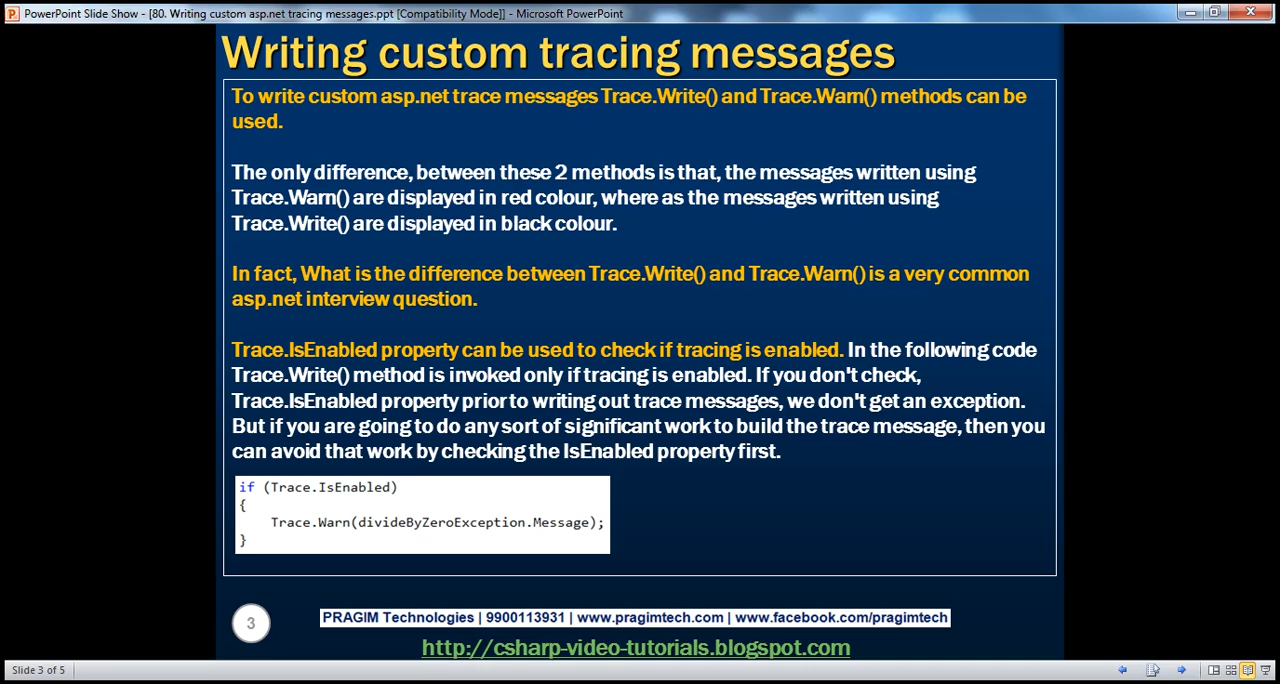 PowerPoint Slide Show - [80. Writing custom asp.net tracing messages.ppt [Compatibility Mode]] - Microsoft PowerPoint
Writing custom tracing messages
To write custom asp.net trace messages Trace.Write() and Trace.Warn() methods can be
used.
The only difference, between these 2 methods is that, the messages written using
Trace.Warn() are displayed in red colour, where as the messages written using
Trace.Write() are displayed in black colour.
In fact, What is the difference between Trace.Write() and Trace.Warn() is a very common
asp.net interview question.
Trace.IsEnabled property can be used to check if tracing is enabled. In the following code
Trace.Write() method is invoked only if tracing is enabled. If you don't check,
Trace.IsEnabled property prior to writing out trace messages, we don't get an exception.
But if you are going to do any sort of significant work to build the trace message, then you
can avoid that work by checking the IsEnabled property first.
if (Trace.IsEnabled)
{
Trace.Warn(divideByZeroException.Message);
}
3
PRAGIM Technologies | 9900113931 | www.pragimtech.com | www.facebook.com/pragimtech
http://csharp-video-tutorials.blogspot.com
Slide 3 of 5